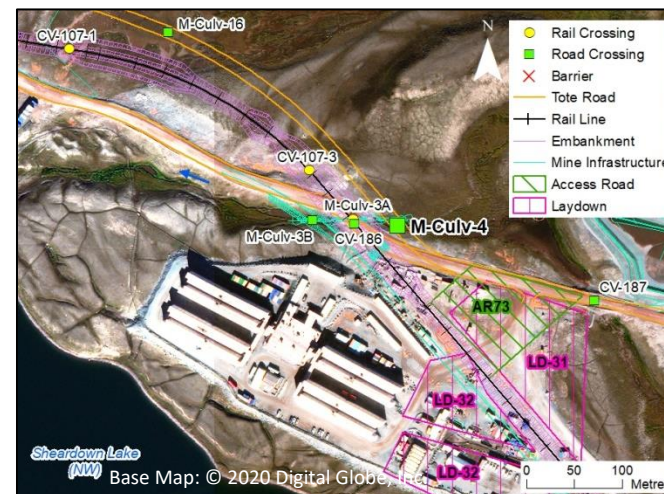 M-Culv-16
CV-107-1
N
Rail Crossing
Road Crossing
Barrier
Tote Road
Rail Line
Embankment
Mine Infrastructure
Access Road
Laydown
CV-107-3
M-Culv-3A
M-Culv-4
M-Culv-3B
CV-186
CV-187
AR73
LD-31
LD-32
LD-32
Sheardown Lake
(NW)
Base Map: © 2020 Digital Globe, Inc.
0 50 100
Metre